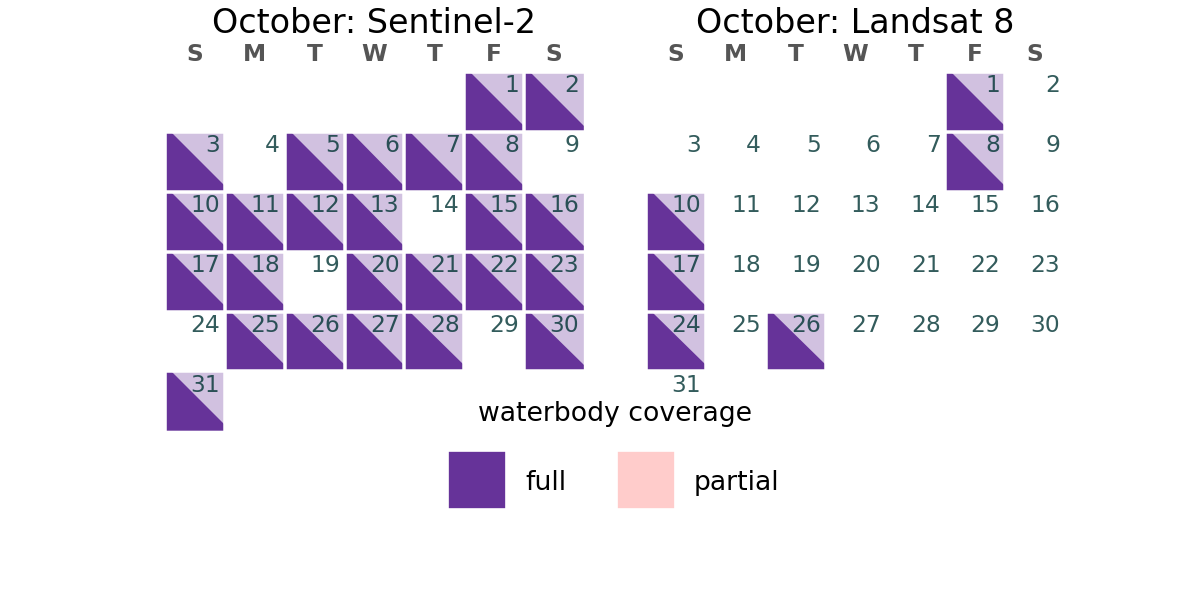 October: Sentinel-2
S M T W T F S
1 2
3 4 5 6 7 8 9
10 11 12 13 14 15 16
17 18 19 20 21 22 23
24 25 26 27 28 29 30
31
October: Landsat 8
S M T W T F S
1 2
3 4 5 6 7 8 9
10 11 12 13 14 15 16
17 18 19 20 21 22 23
24 25 26 27 28 29 30
31
waterbody coverage
full partial